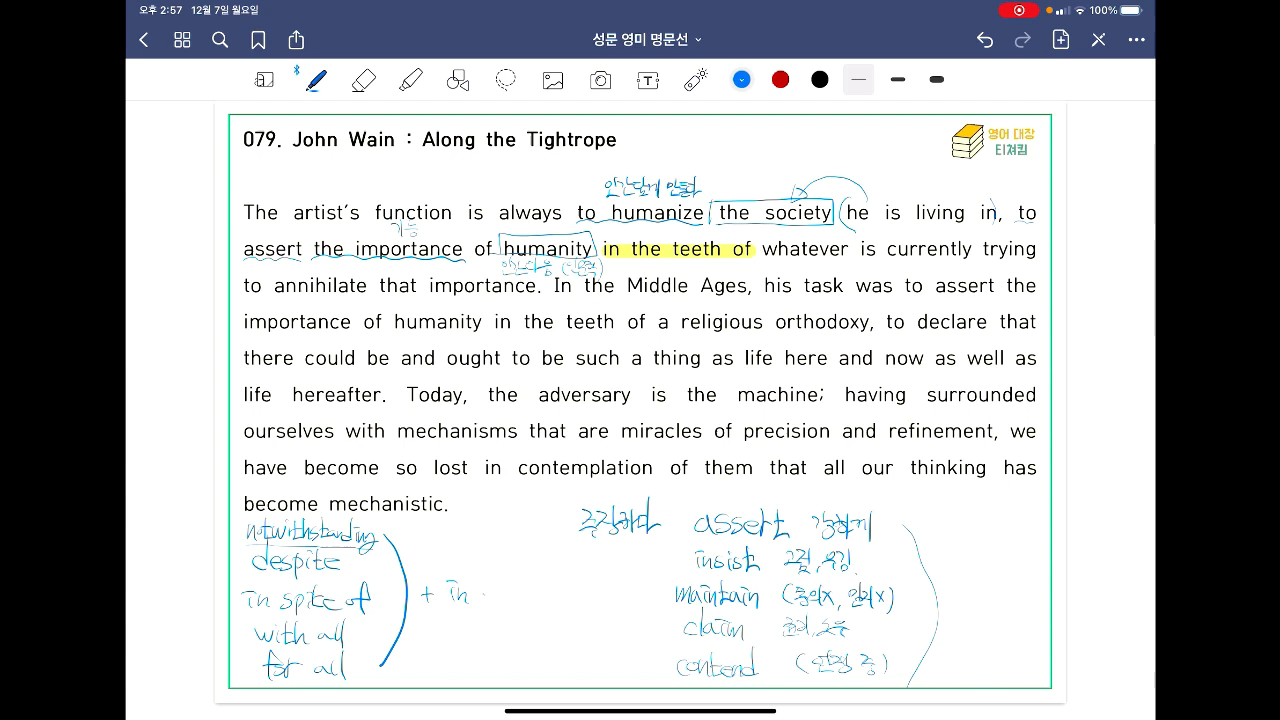 오후 2:57 12월 7일 월요일
100%
성문 영미 명문선
079. John Wain : Along the Tightrope
영어 대장
티쳐킴
인간답게 만들다
The artist's function is always to humanize the society he is living in, to
기능
assert the importance of humanity in the teeth of whatever is currently trying
to annihilate that importance. In the Middle Ages, his task was to assert the
importance of humanity in the teeth of a religious orthodoxy, to declare that
there could be and ought to be such a thing as life here and now as well as
life hereafter. Today, the adversary is the machine; having surrounded
ourselves with mechanisms that are miracles of precision and refinement, we
have become so lost in contemplation of them that all our thinking has
become mechanistic.
notwithstanding
despite
in spite of
with all
for all
+ in
주장하다 assert 강하게
insist 고집,
maintain
claim
contend